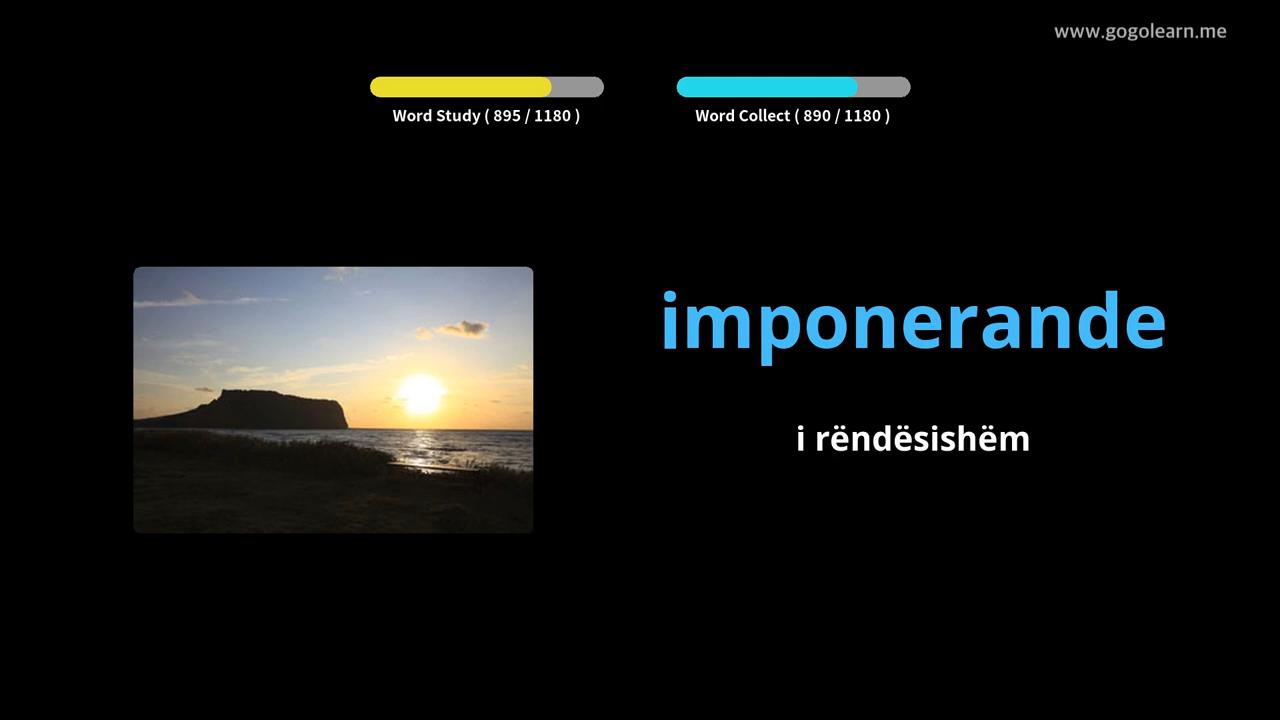 www.gogolearn.me
Word Study ( 895 / 1180 )
Word Collect ( 890 / 1180 )
imponerande
i rëndësishëm